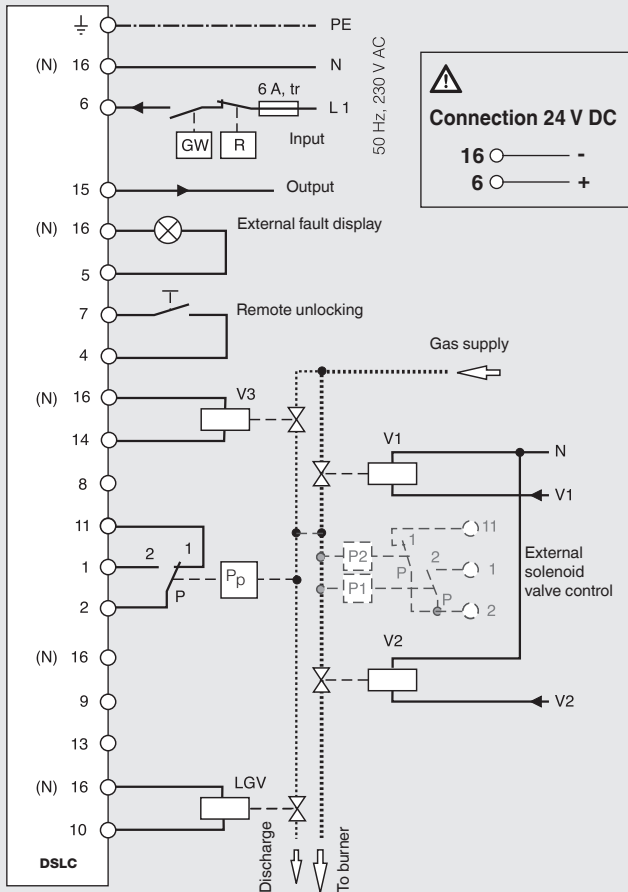 PE
(N) 16 N
6 6 A, tr L 1
GW R Input
50 Hz, 230 V AC
Connection 24 V DC
16 -
6 +
15 Output
(N) 16 External fault display
5
7 Remote unlocking
4
Gas supply
(N) 16 V3
14
V1
N
V1
8
11
1 2 1
Pp
2 P
P2 1 11
P 2 1
P1 P 2
External
solenoid
valve control
(N) 16
V2
V2
9
13
(N) 16 LGV
10
Discharge
To burner
DSLC